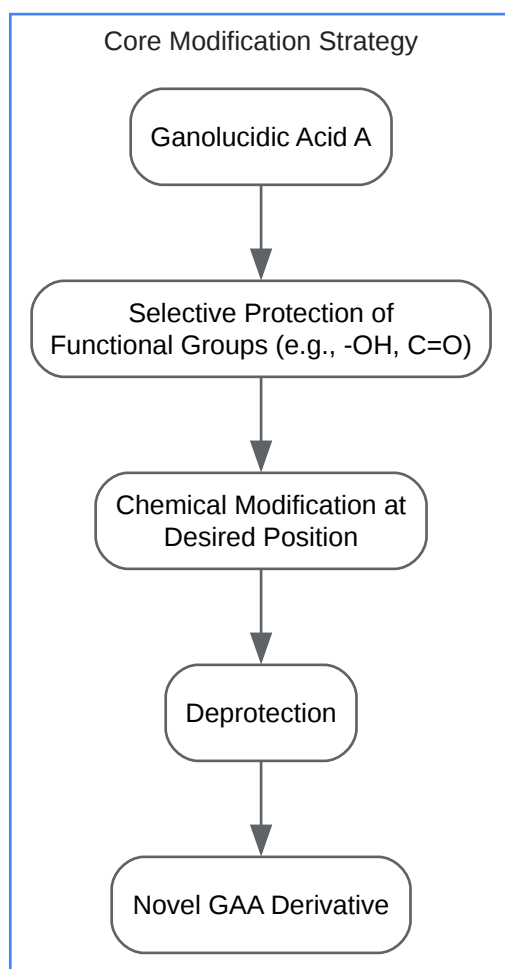 Core Modification Strategy
Ganolucidic Acid A
Selective Protection of
Functional Groups (e.g., -OH, C=O)
Chemical Modification at
Desired Position
Deprotection
Novel GAA Derivative